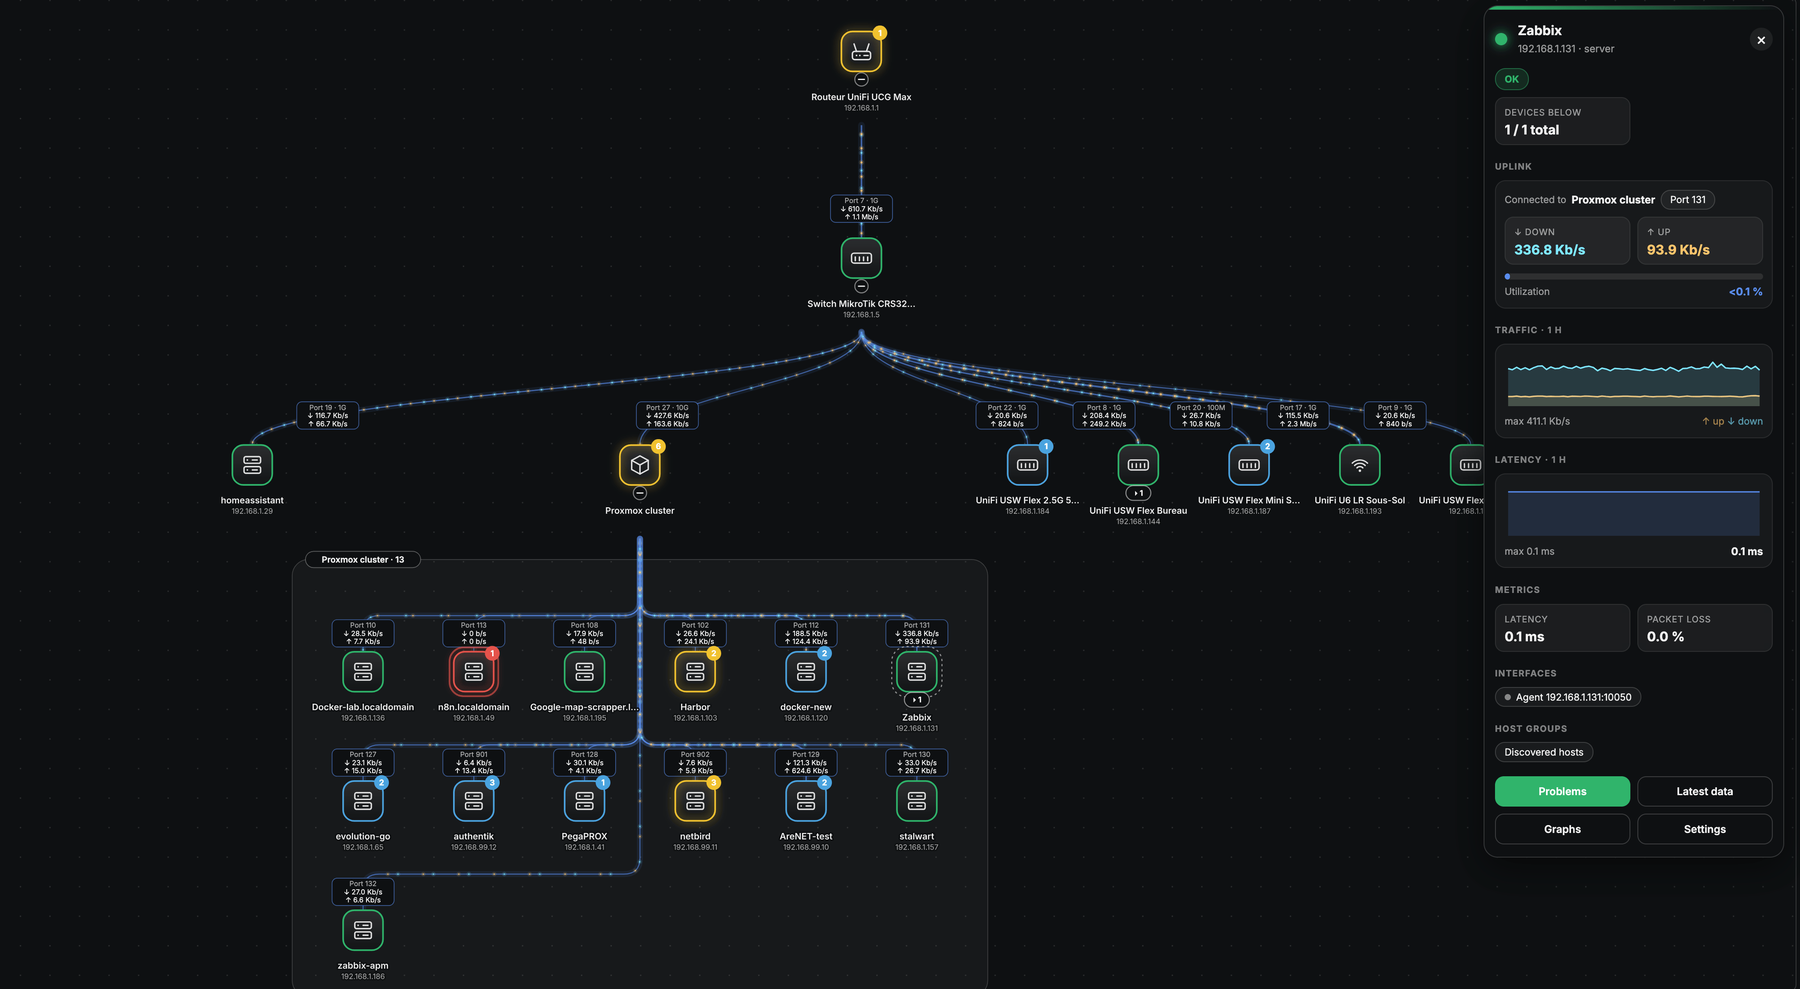 1
Routeur UniFi UCG Max
192.168.1.1
Port 7 · 1G
↓ 610.7 Kb/s
↑ 1.1 Mb/s
Switch MikroTik CRS32...
192.168.1.5
Port 19 · 1G
↓ 116.7 Kb/s
↑ 66.7 Kb/s
homeassistant
192.168.1.29
Port 27 · 10G
↓ 427.6 Kb/s
↑ 163.6 Kb/s
6
Proxmox cluster
Port 22 · 1G
↓ 20.6 Kb/s
↑ 824 b/s
1
UniFi USW Flex 2.5G 5...
192.168.1.184
Port 8 · 1G
↓ 208.4 Kb/s
↑ 249.2 Kb/s
1
UniFi USW Flex Bureau
192.168.1.144
Port 20 · 100M
↓ 26.7 Kb/s
↑ 10.8 Kb/s
2
UniFi USW Flex Mini S...
192.168.1.187
Port 17 · 1G
↓ 115.5 Kb/s
↑ 2.3 Mb/s
UniFi U6 LR Sous-Sol
192.168.1.193
Port 9 · 1G
↓ 20.6 Kb/s
↑ 840 b/s
UniFi USW Flex
192.168.1.1
Proxmox cluster · 13
Port 110
↓ 28.5 Kb/s
↑ 7.7 Kb/s
Docker-lab.localdomain
192.168.1.136
Port 113
↓ 0 b/s
↑ 0 b/s
1
n8n.localdomain
192.168.1.49
Port 108
↓ 17.9 Kb/s
↑ 48 b/s
Google-map-scrapper.l...
192.168.1.195
Port 102
↓ 26.6 Kb/s
↑ 24.1 Kb/s
2
Harbor
192.168.1.103
Port 112
↓ 188.5 Kb/s
↑ 124.4 Kb/s
2
docker-new
192.168.1.120
Port 131
↓ 336.8 Kb/s
↑ 93.9 Kb/s
1
Zabbix
192.168.1.131
Port 127
↓ 23.1 Kb/s
↑ 15.0 Kb/s
2
evolution-go
192.168.1.65
Port 901
↓ 6.4 Kb/s
↑ 13.4 Kb/s
3
authentik
192.168.99.12
Port 128
↓ 30.1 Kb/s
↑ 4.1 Kb/s
1
PegaPROX
192.168.1.41
Port 902
↓ 7.6 Kb/s
↑ 5.9 Kb/s
3
netbird
192.168.99.11
Port 129
↓ 121.3 Kb/s
↑ 624.6 Kb/s
2
AreNET-test
192.168.99.10
Port 130
↓ 33.0 Kb/s
↑ 26.7 Kb/s
stalwart
192.168.1.157
Port 132
↓ 27.0 Kb/s
↑ 6.6 Kb/s
zabbix-apm
192.168.1.186
Zabbix
192.168.1.131 · server
OK
DEVICES BELOW
1 / 1 total
UPLINK
Connected to Proxmox cluster Port 131
↓ DOWN
336.8 Kb/s
↑ UP
93.9 Kb/s
Utilization <0.1 %
TRAFFIC · 1 H
max 411.1 Kb/s ↑ up ↓ down
LATENCY · 1 H
max 0.1 ms 0.1 ms
METRICS
LATENCY
0.1 ms
PACKET LOSS
0.0 %
INTERFACES
Agent 192.168.1.131:10050
HOST GROUPS
Discovered hosts
Problems
Latest data
Graphs
Settings